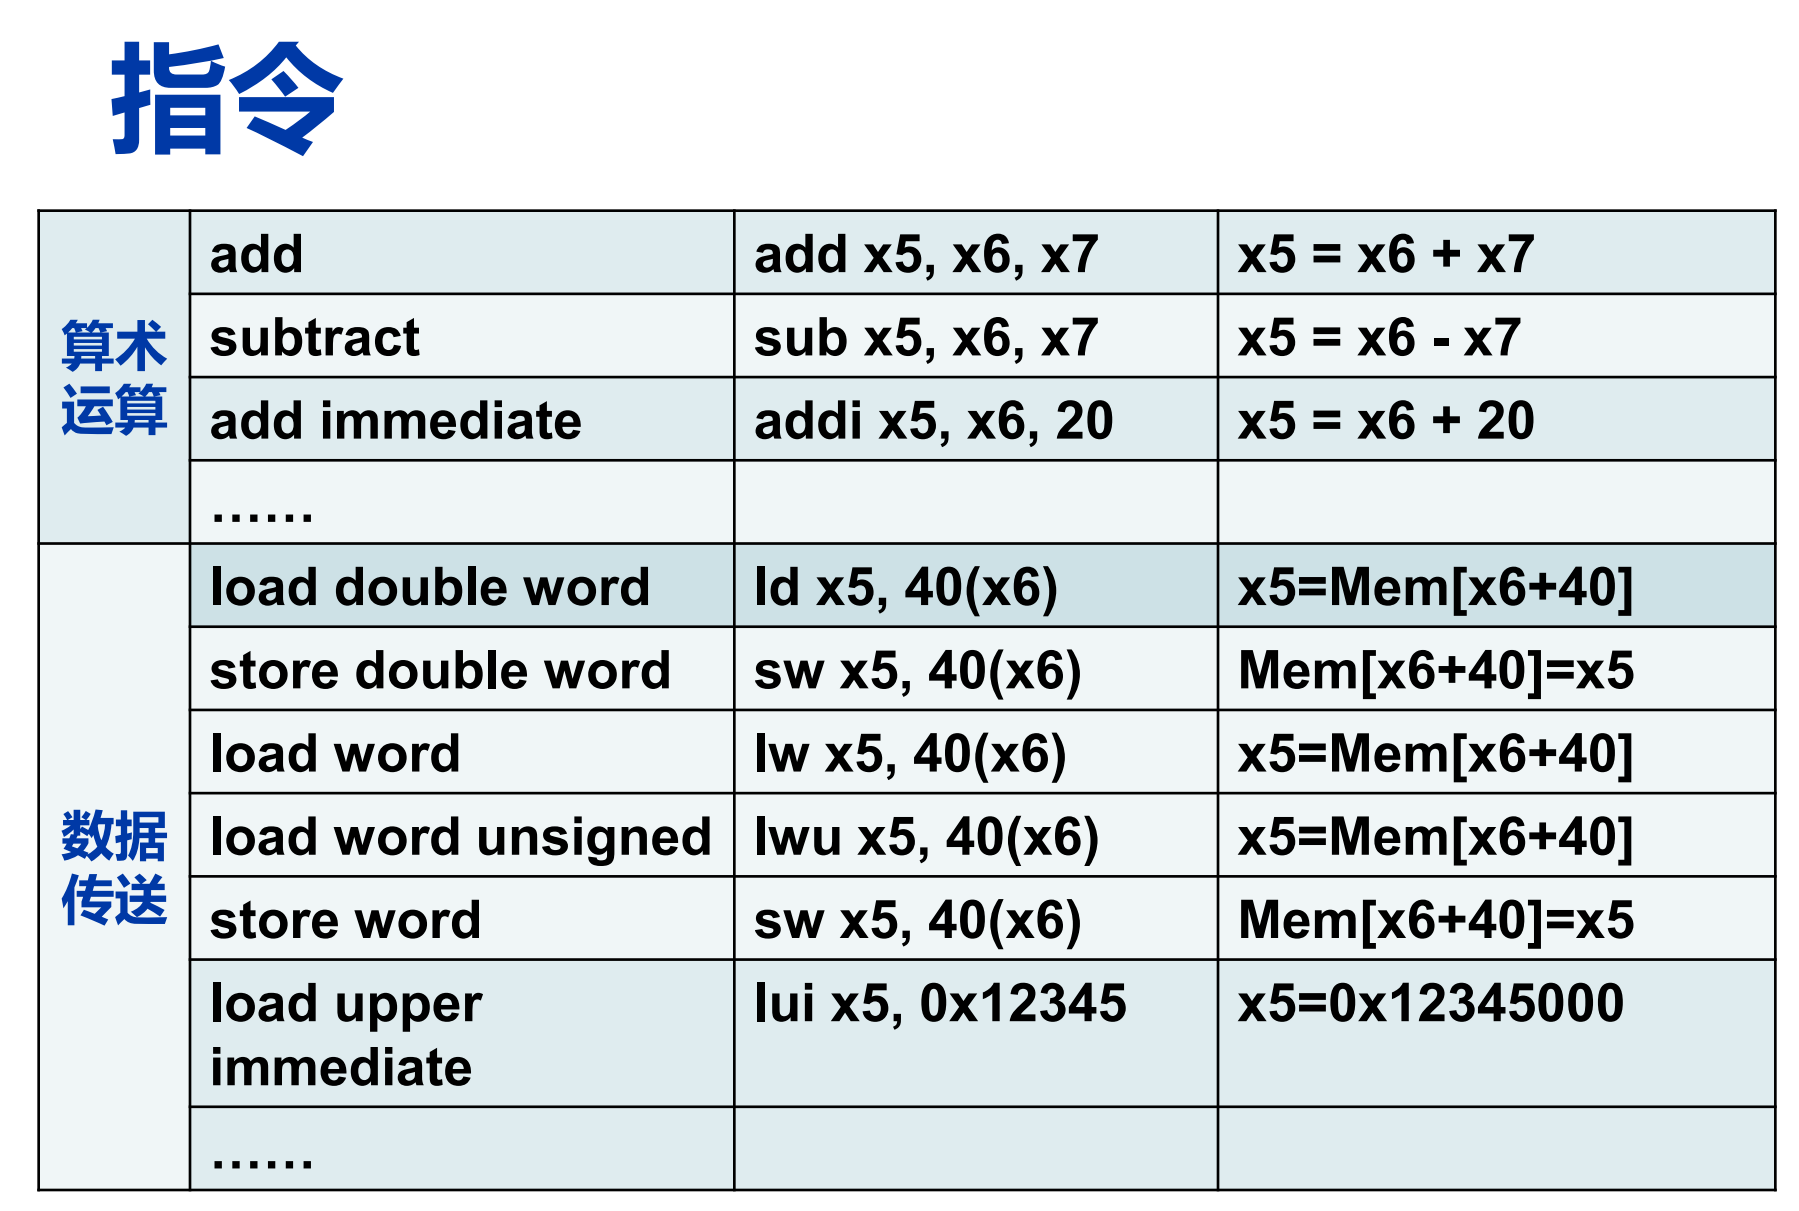 指令
算术
运算
add
add x5, x6, x7
x5 = x6 + x7
subtract
sub x5, x6, x7
x5 = x6 - x7
add immediate
addi x5, x6, 20
x5 = x6 + 20
……
数据
传送
load double word
ld x5, 40(x6)
x5=Mem[x6+40]
store double word
sw x5, 40(x6)
Mem[x6+40]=x5
load word
lw x5, 40(x6)
x5=Mem[x6+40]
load word unsigned
lwu x5, 40(x6)
x5=Mem[x6+40]
store word
sw x5, 40(x6)
Mem[x6+40]=x5
load upper
immediate
lui x5, 0x12345
x5=0x12345000
……